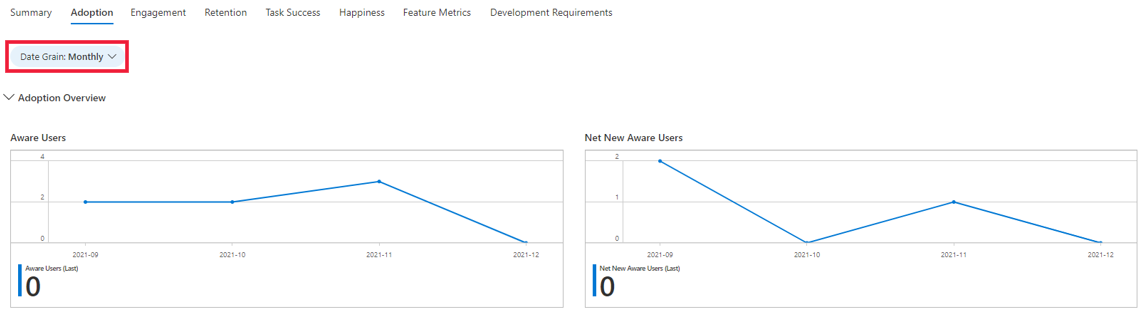 Summary Adoption Engagement Retention Task Success Happiness Feature Metrics Development Requirements
Date Grain: Monthly
Adoption Overview
Aware Users
4
2
0
2021-09 2021-10 2021-11 2021-12
Aware Users (Last)
0
Net New Aware Users
2
1
0
2021-09 2021-10 2021-11 2021-12
Net New Aware Users (Last)
0